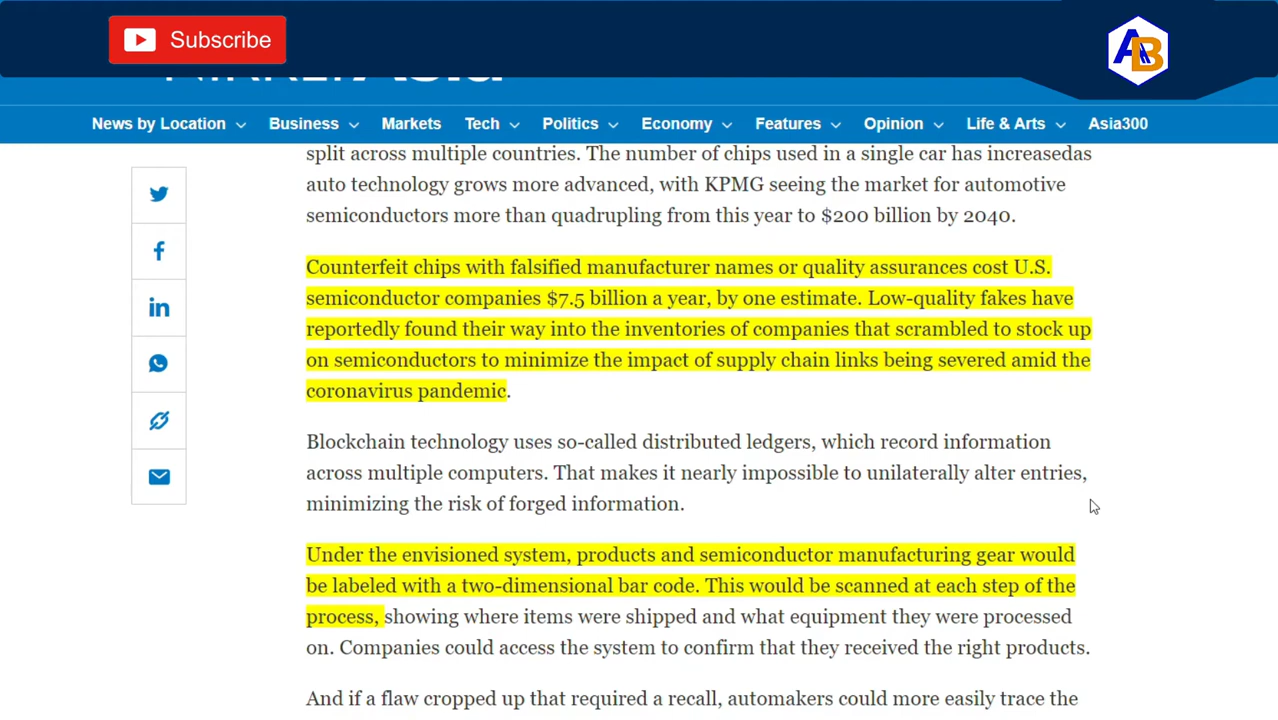 Subscribe
AB
Asia
News by Location Business Markets Tech Politics Economy Features Opinion Life & Arts Asia300
split across multiple countries. The number of chips used in a single car has increasedas
auto technology grows more advanced, with KPMG seeing the market for automotive
semiconductors more than quadrupling from this year to $200 billion by 2040.
Counterfeit chips with falsified manufacturer names or quality assurances cost U.S.
semiconductor companies $7.5 billion a year, by one estimate. Low-quality fakes have
reportedly found their way into the inventories of companies that scrambled to stock up
on semiconductors to minimize the impact of supply chain links being severed amid the
coronavirus pandemic.
Blockchain technology uses so-called distributed ledgers, which record information
across multiple computers. That makes it nearly impossible to unilaterally alter entries,
minimizing the risk of forged information.
Under the envisioned system, products and semiconductor manufacturing gear would
be labeled with a two-dimensional bar code. This would be scanned at each step of the
process, showing where items were shipped and what equipment they were processed
on. Companies could access the system to confirm that they received the right products.
And if a flaw cropped up that required a recall, automakers could more easily trace the